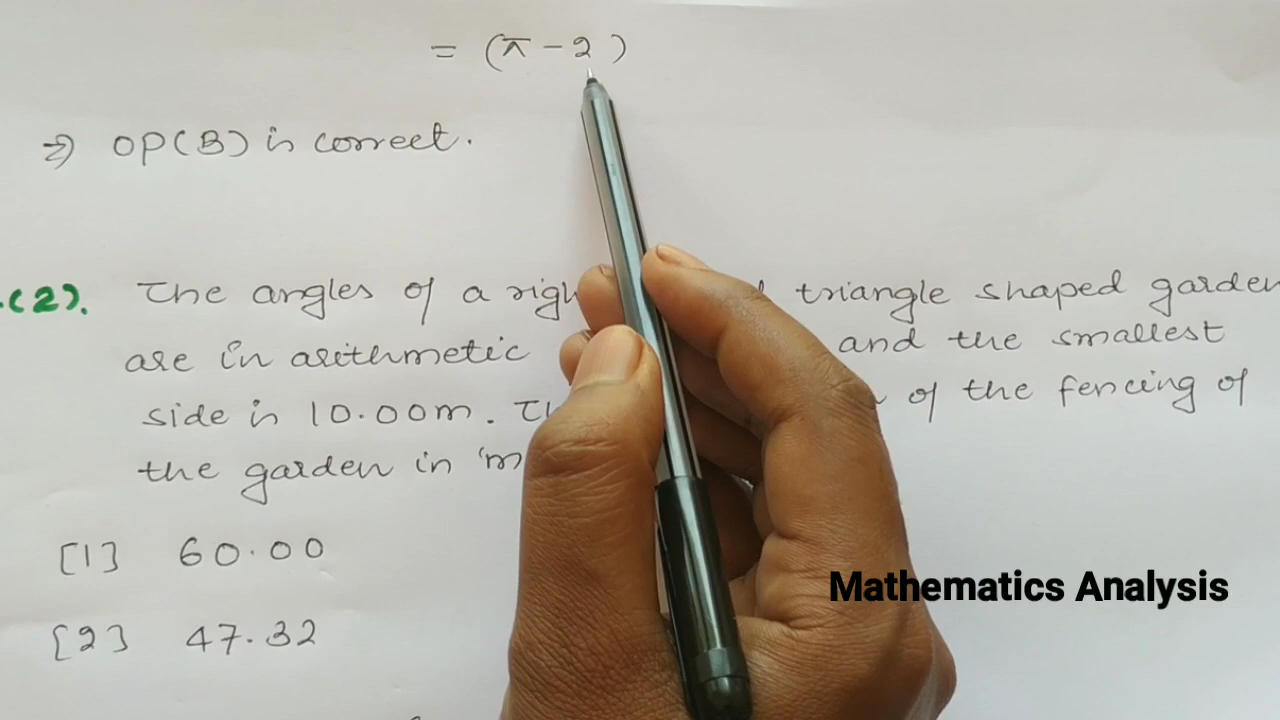 = (π - 2)
⇒ OP(B) is correct.
(2). The angles of a triangle shaped garden
are in arithmetic and the smallest
side is 10.00m. of the fencing of
the garden in 'm
[1] 60.00
[2] 47.32
Mathematics Analysis